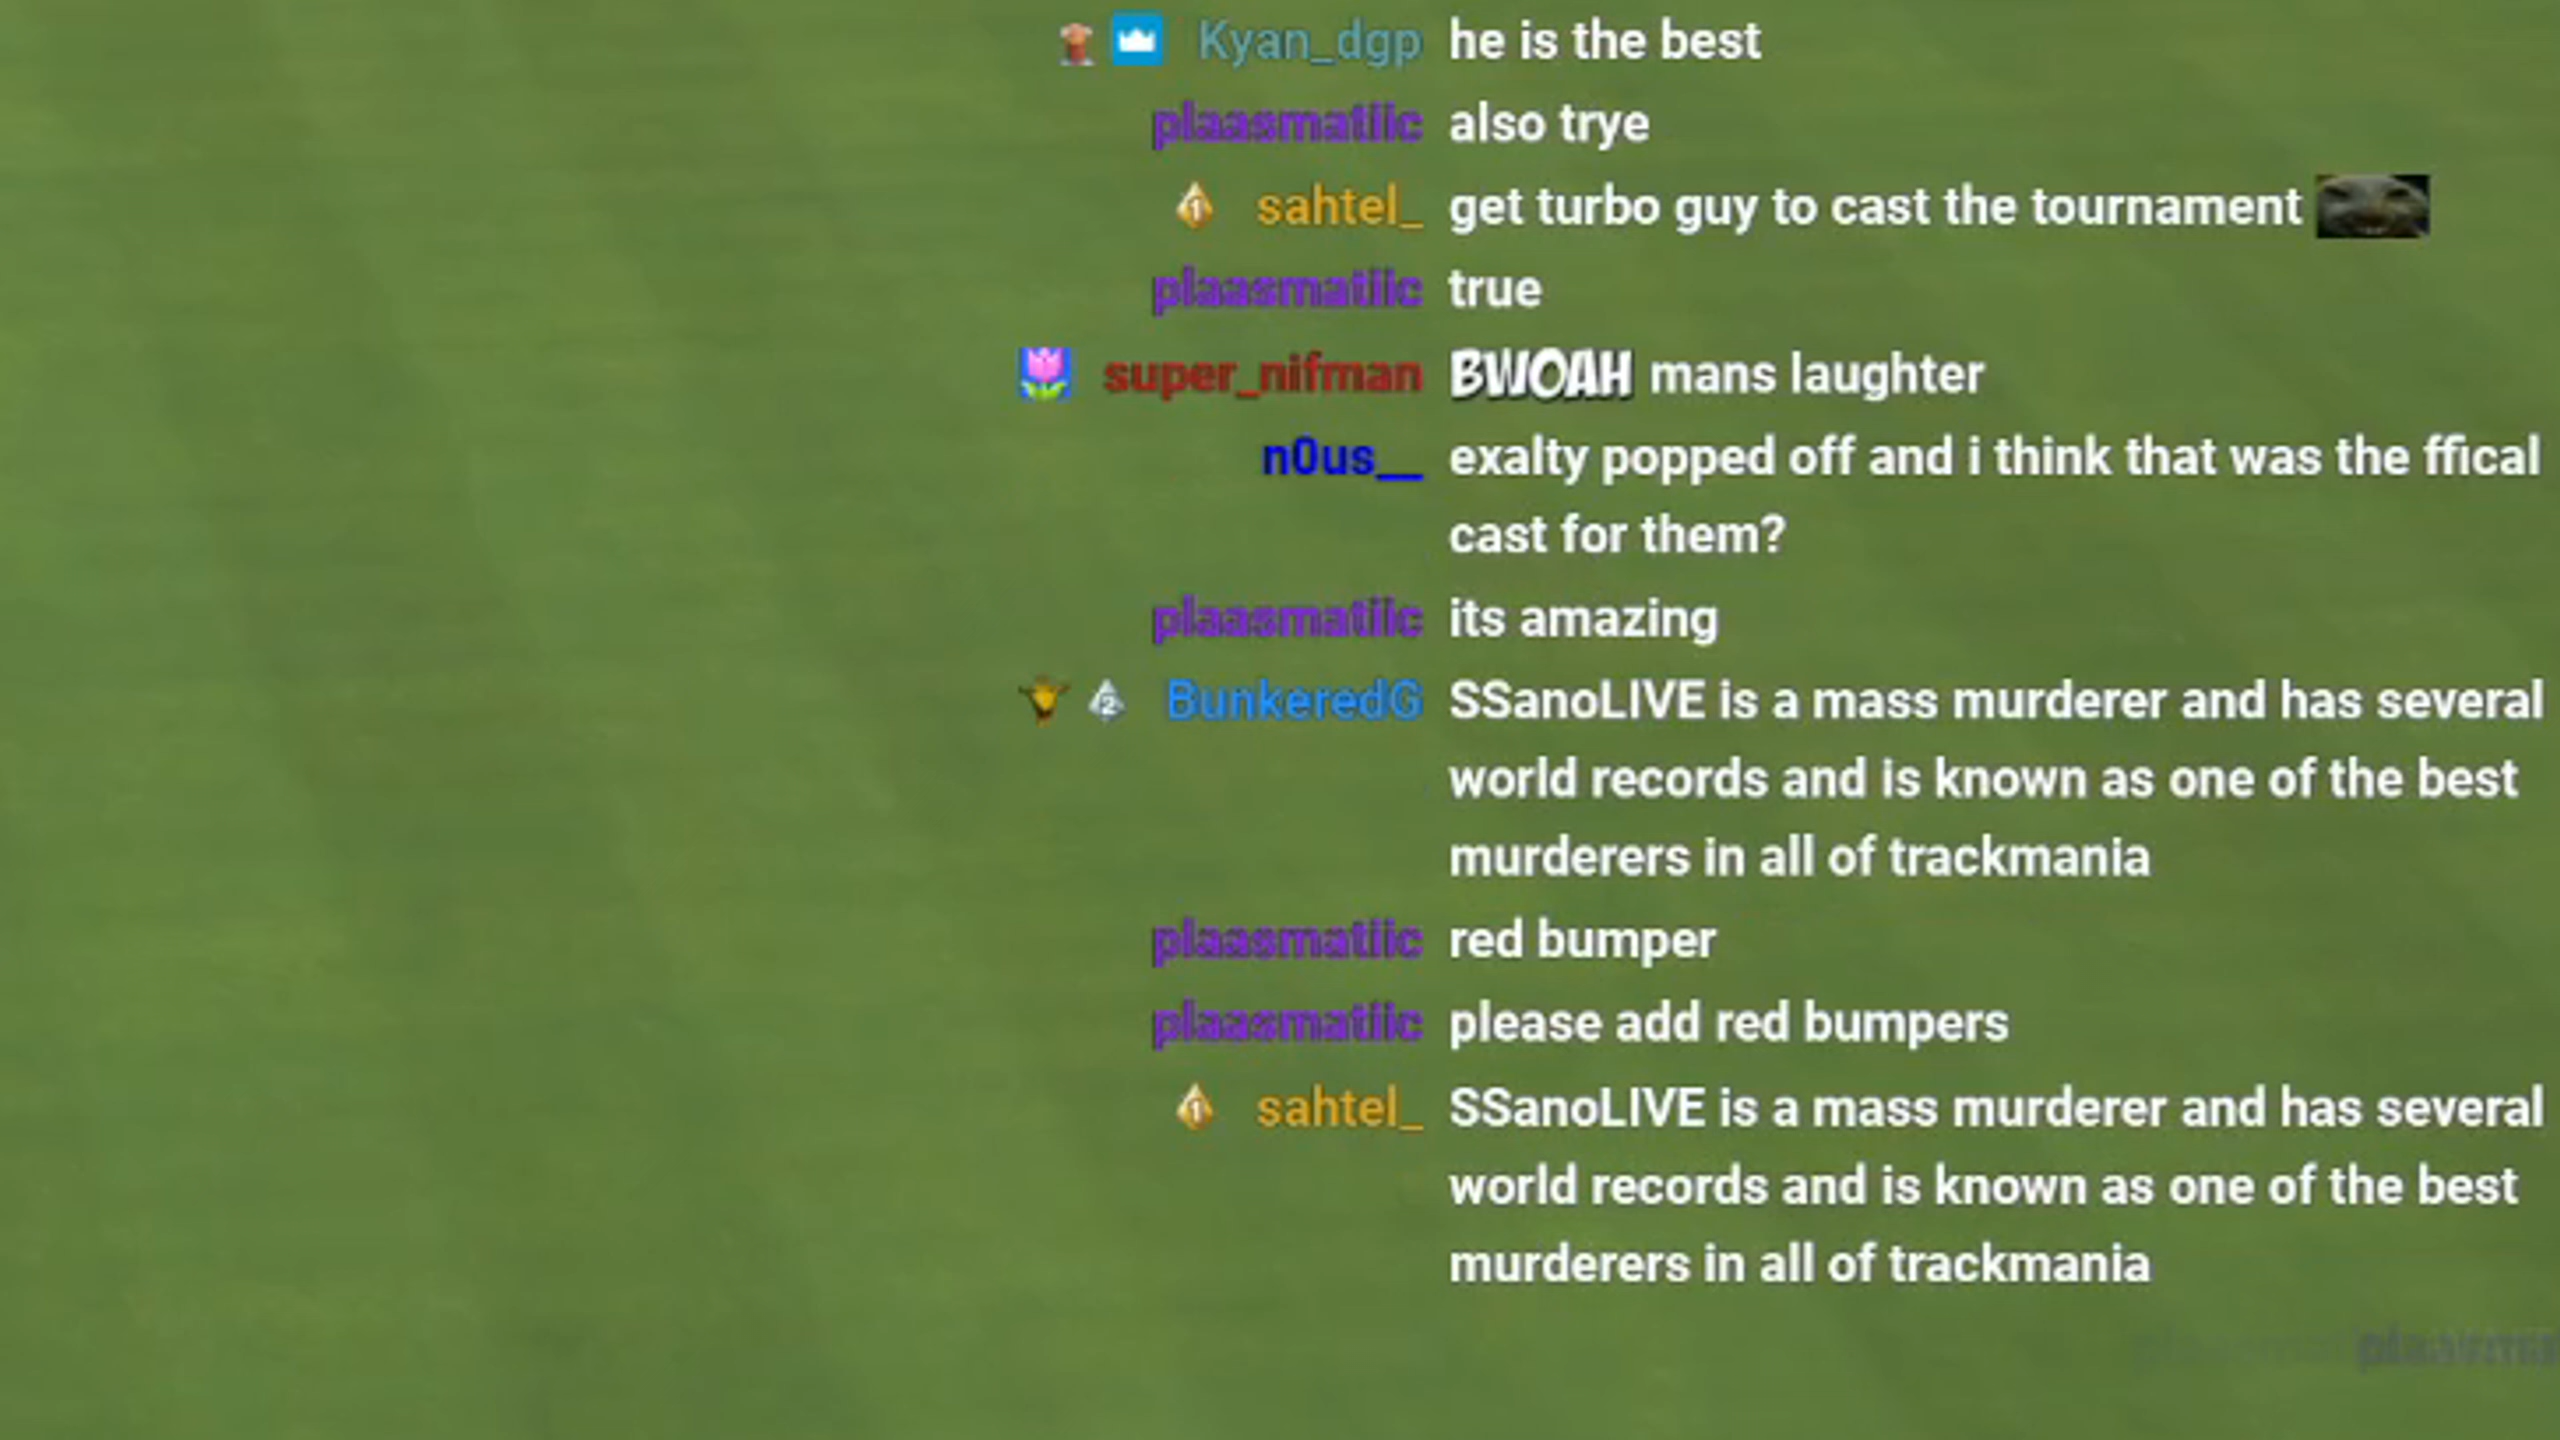 Kyan_dgp he is the best
plaasmatiic also trye
sahtel_ get turbo guy to cast the tournament
plaasmatiic true
super_nifman BWOAH mans laughter
n0us__ exalty popped off and i think that was the ffical
cast for them?
plaasmatiic its amazing
BunkeredG SSanoLIVE is a mass murderer and has several
world records and is known as one of the best
murderers in all of trackmania
plaasmatiic red bumper
plaasmatiic please add red bumpers
sahtel_ SSanoLIVE is a mass murderer and has several
world records and is known as one of the best
murderers in all of trackmania